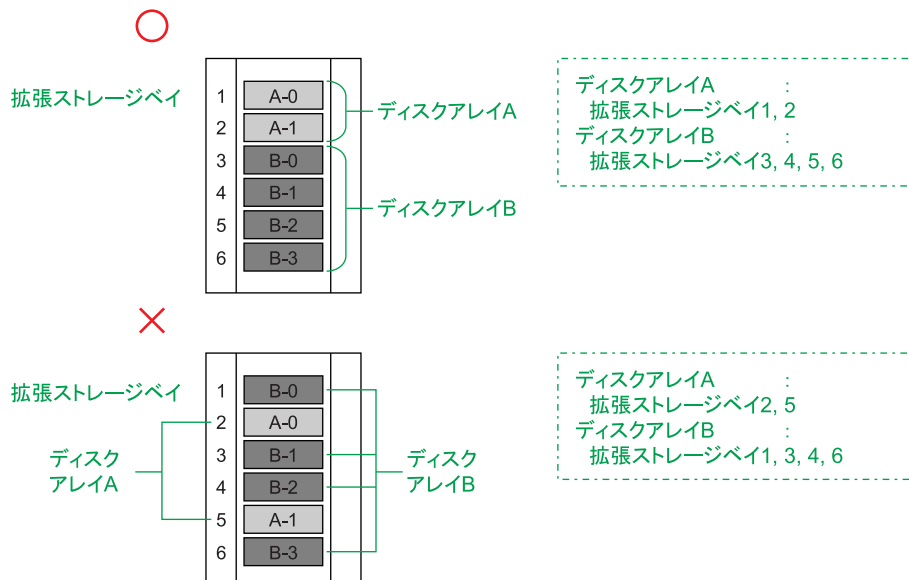 ○
拡張ストレージベイ
1 A-0
2 A-1
3 B-0
4 B-1
5 B-2
6 B-3
ディスクアレイA
ディスクアレイB
ディスクアレイA :
拡張ストレージベイ1, 2
ディスクアレイB :
拡張ストレージベイ3, 4, 5, 6
×
拡張ストレージベイ
1 B-0
2 A-0
3 B-1
4 B-2
5 A-1
6 B-3
ディスク
アレイA
ディスク
アレイB
ディスクアレイA :
拡張ストレージベイ2, 5
ディスクアレイB :
拡張ストレージベイ1, 3, 4, 6